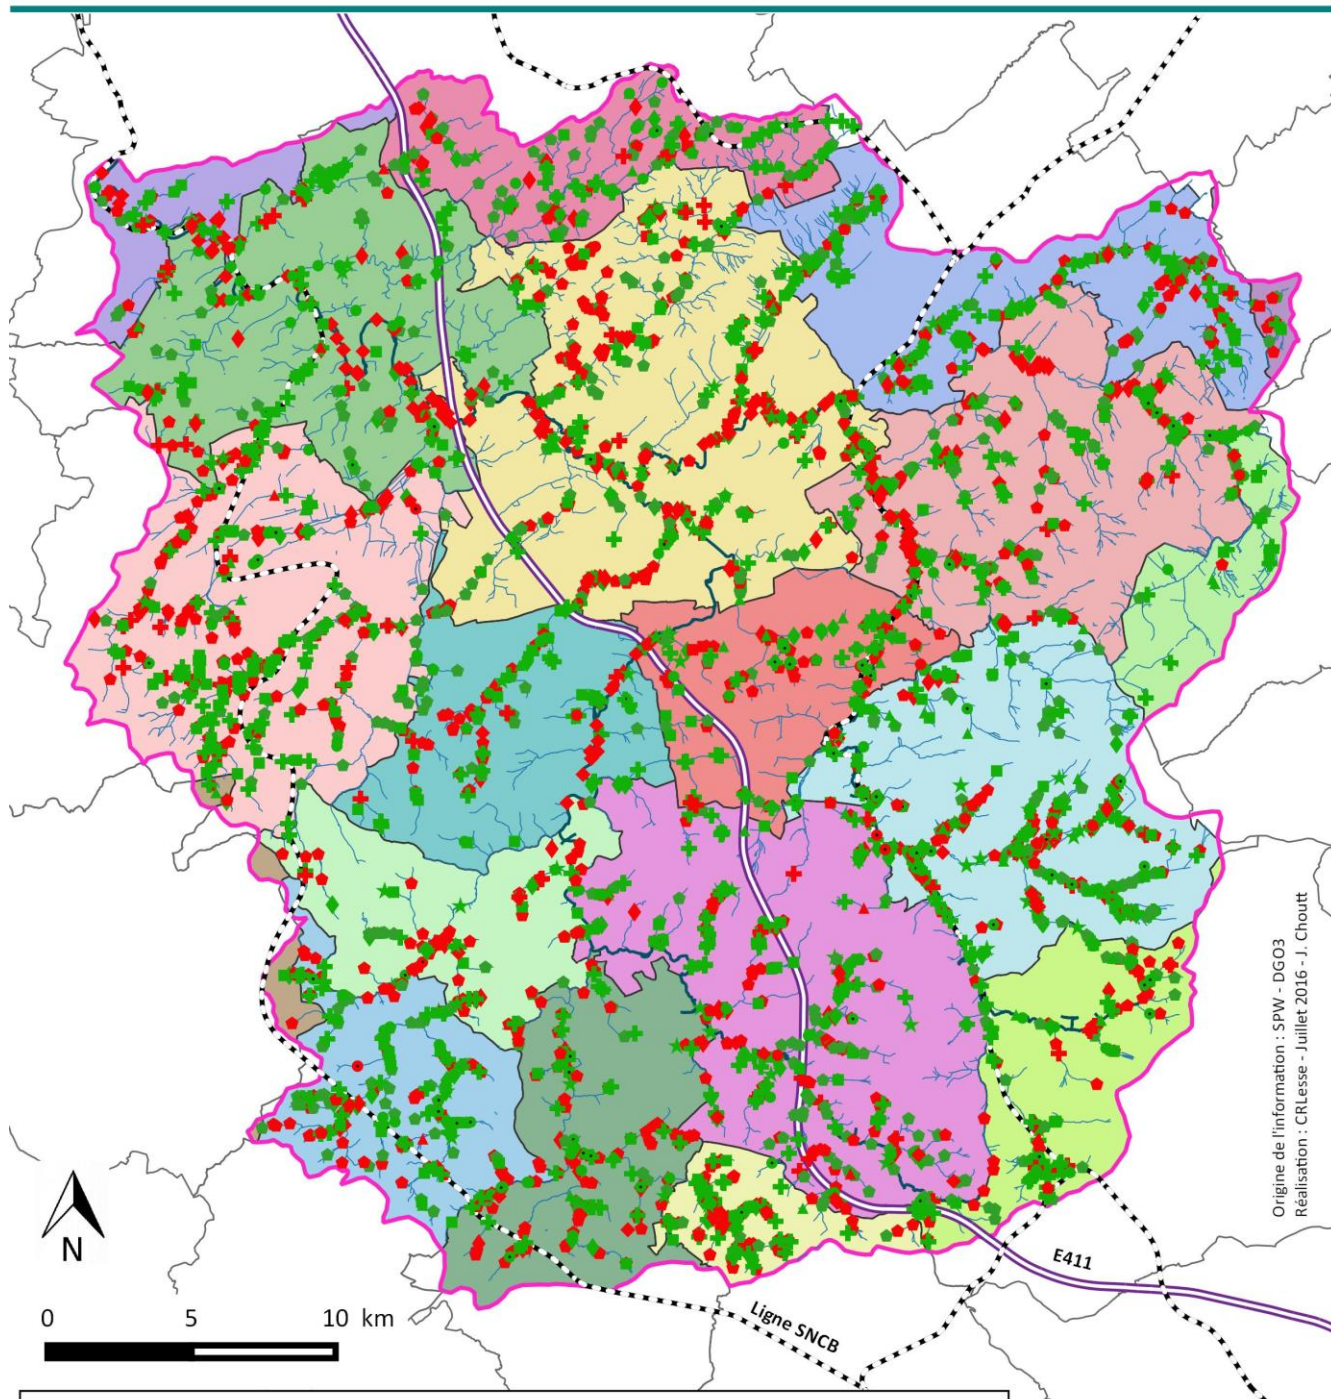 Origine de l'information : SPW - DGO3
Réalisation : CRLesse - Juillet 2016 - J. Choutt
N
E411
Ligne SNCB
0 5 10 km